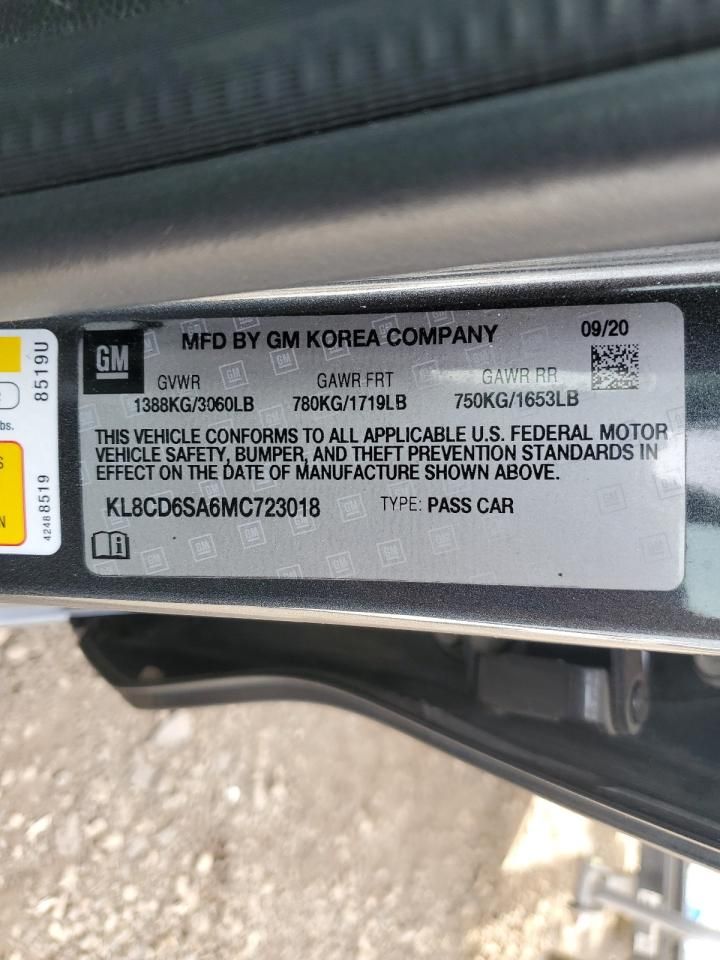 GM
MFD BY GM KOREA COMPANY
09/20
GVWR
GAWR FRT
GAWR RR
1388KG/3060LB
780KG/1719LB
750KG/1653LB
THIS VEHICLE CONFORMS TO ALL APPLICABLE U.S. FEDERAL MOTOR
VEHICLE SAFETY, BUMPER, AND THEFT PREVENTION STANDARDS IN
EFFECT ON THE DATE OF MANUFACTURE SHOWN ABOVE.
KL8CD6SA6MC723018
TYPE: PASS CAR
8519U
42488519
bs.
S
N